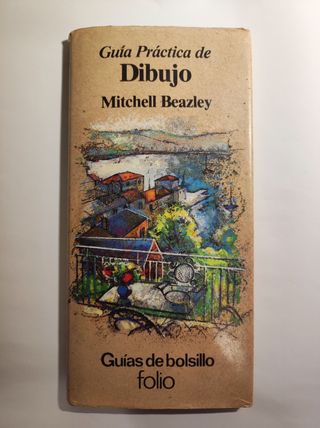 Guía Práctica de
Dibujo
Mitchell Beazley
Guías de bolsillo
folio